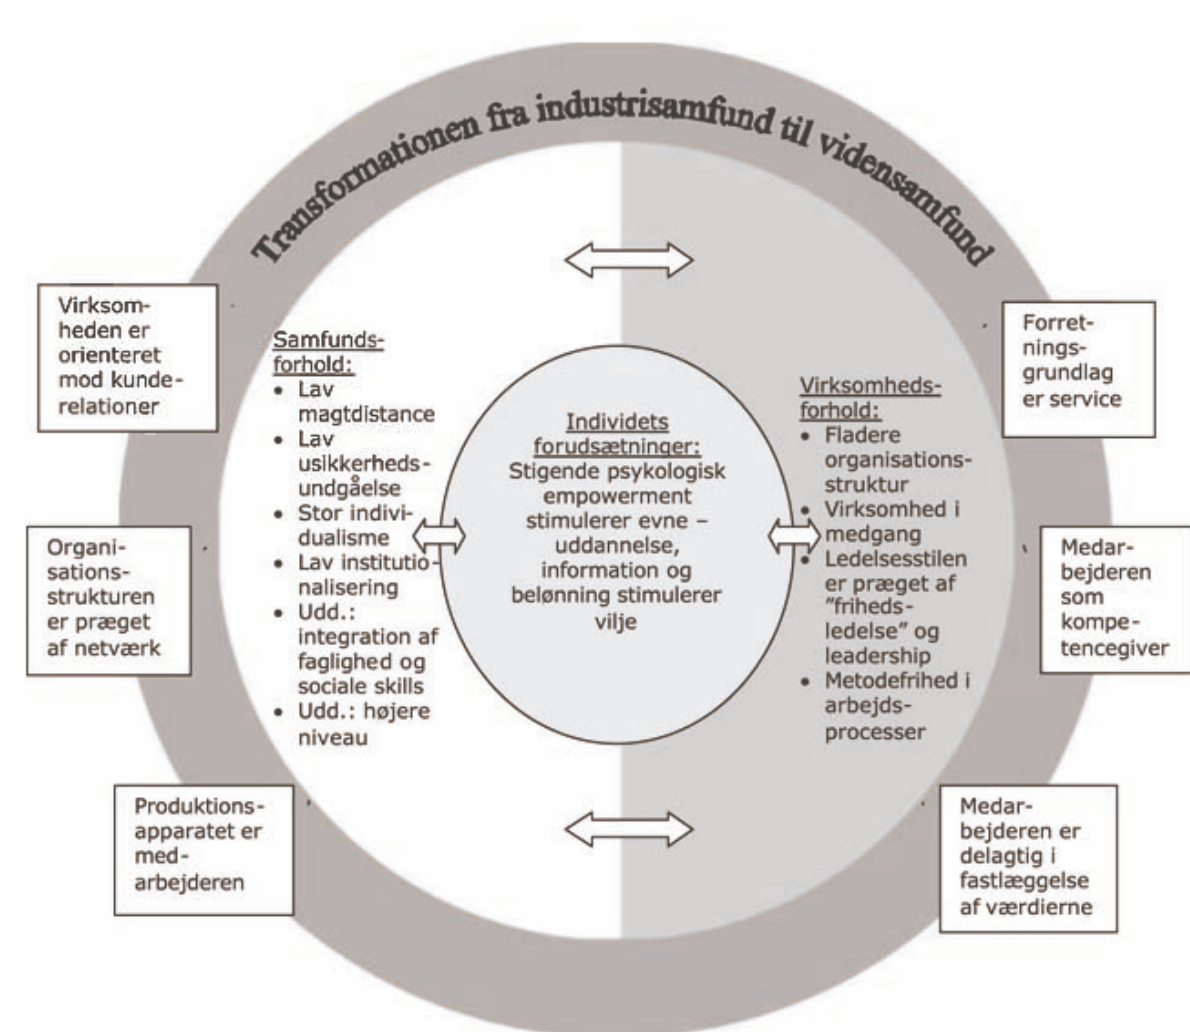 Transformationen fra industrisamfund til vidensamfund
Virksom-
heden er
orienteret
mod kunde-
relationer
Organi-
sations-
strukturen
er præget
af netværk
Produktions-
apparatet er
med-
arbejderen
Samfunds-
forhold:
• Lav
magtdistance
• Lav
usikkerheds-
undgåelse
• Stor indivi-
dualisme
• Lav institutio-
nalisering
• Udd.:
integration af
faglighed og
sociale skills
• Udd.: højere
niveau
Individets
forudsætninger:
Stigende psykologisk
empowerment
stimulerer evne –
uddannelse,
information og
belønning stimulerer
vilje
Virksomheds-
forhold:
• Fladere
organisations-
struktur
• Virksomhed i
medgang
• Ledelsesstilen
er præget af
"friheds-
ledelse" og
leadership
• Metodefrihed i
arbejds-
processer
Forret-
nings-
grundlag
er service
Medar-
bejderen
som
kompe-
tencegiver
Medar-
bejderen er
delagtig i
fastlæggelse
af værdierne